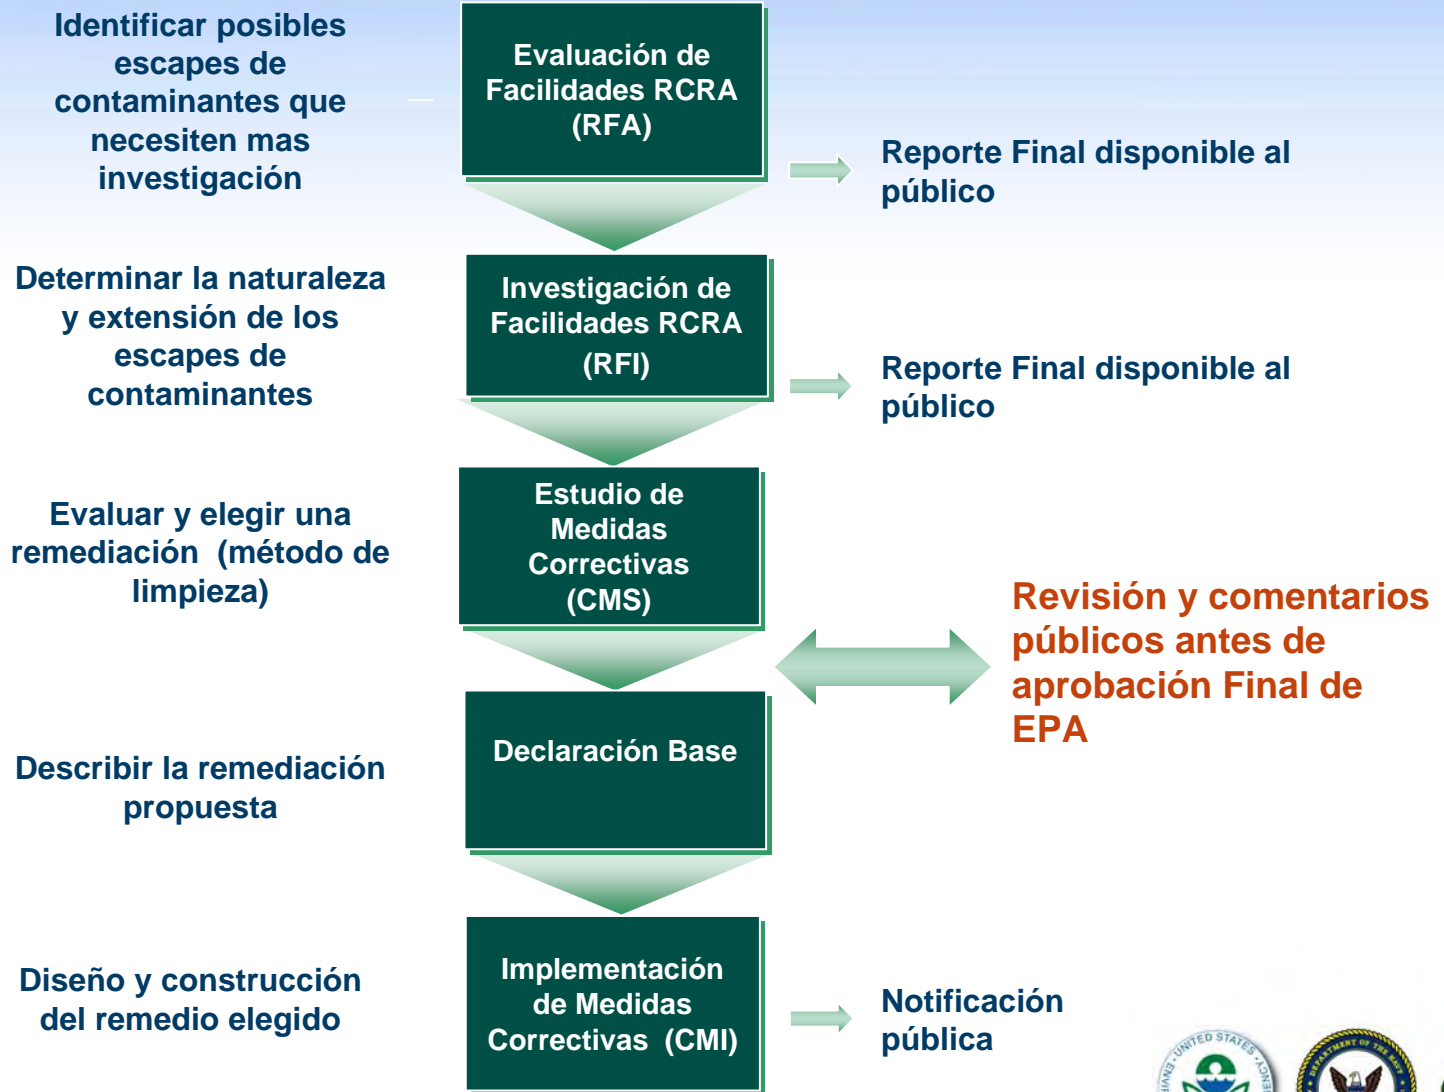 Identificar posibles
escapes de
contaminantes que
necesiten mas
investigación
Evaluación de
Facilidades RCRA
(RFA)
Reporte Final disponible al
público
Determinar la naturaleza
y extensión de los
escapes de
contaminantes
Investigación de
Facilidades RCRA
(RFI)
Reporte Final disponible al
público
Evaluar y elegir una
remediación (método de
limpieza)
Estudio de
Medidas
Correctivas
(CMS)
Revisión y comentarios
públicos antes de
aprobación Final de
EPA
Describir la remediación
propuesta
Declaración Base
Diseño y construcción
del remedio elegido
Implementación
de Medidas
Correctivas (CMI)
Notificación
pública
UNITED STATES